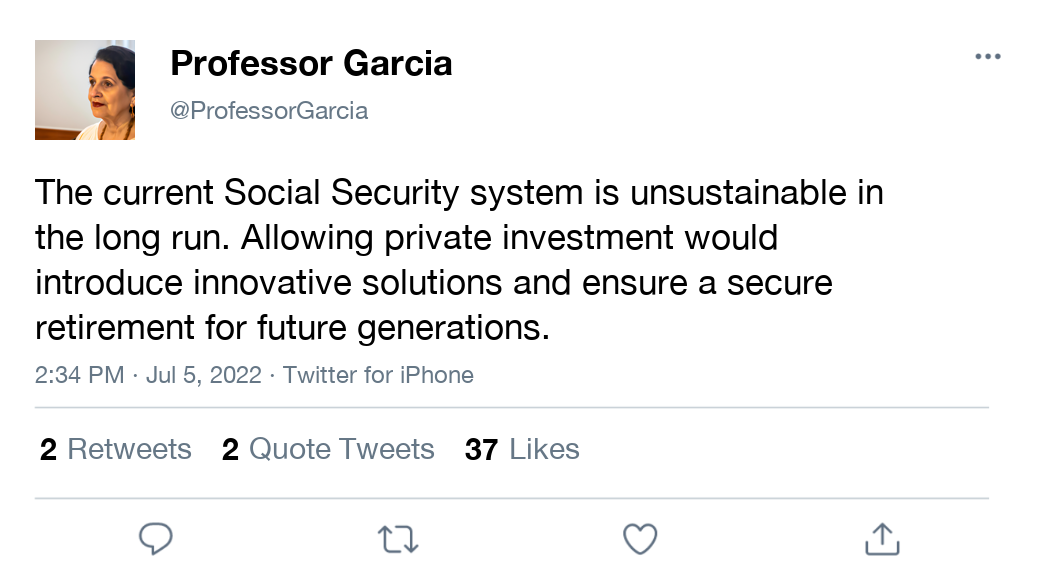 Professor Garcia
@ProfessorGarcia
The current Social Security system is unsustainable in
the long run. Allowing private investment would
introduce innovative solutions and ensure a secure
retirement for future generations.
2:34 PM · Jul 5, 2022 · Twitter for iPhone
2 Retweets 2 Quote Tweets 37 Likes